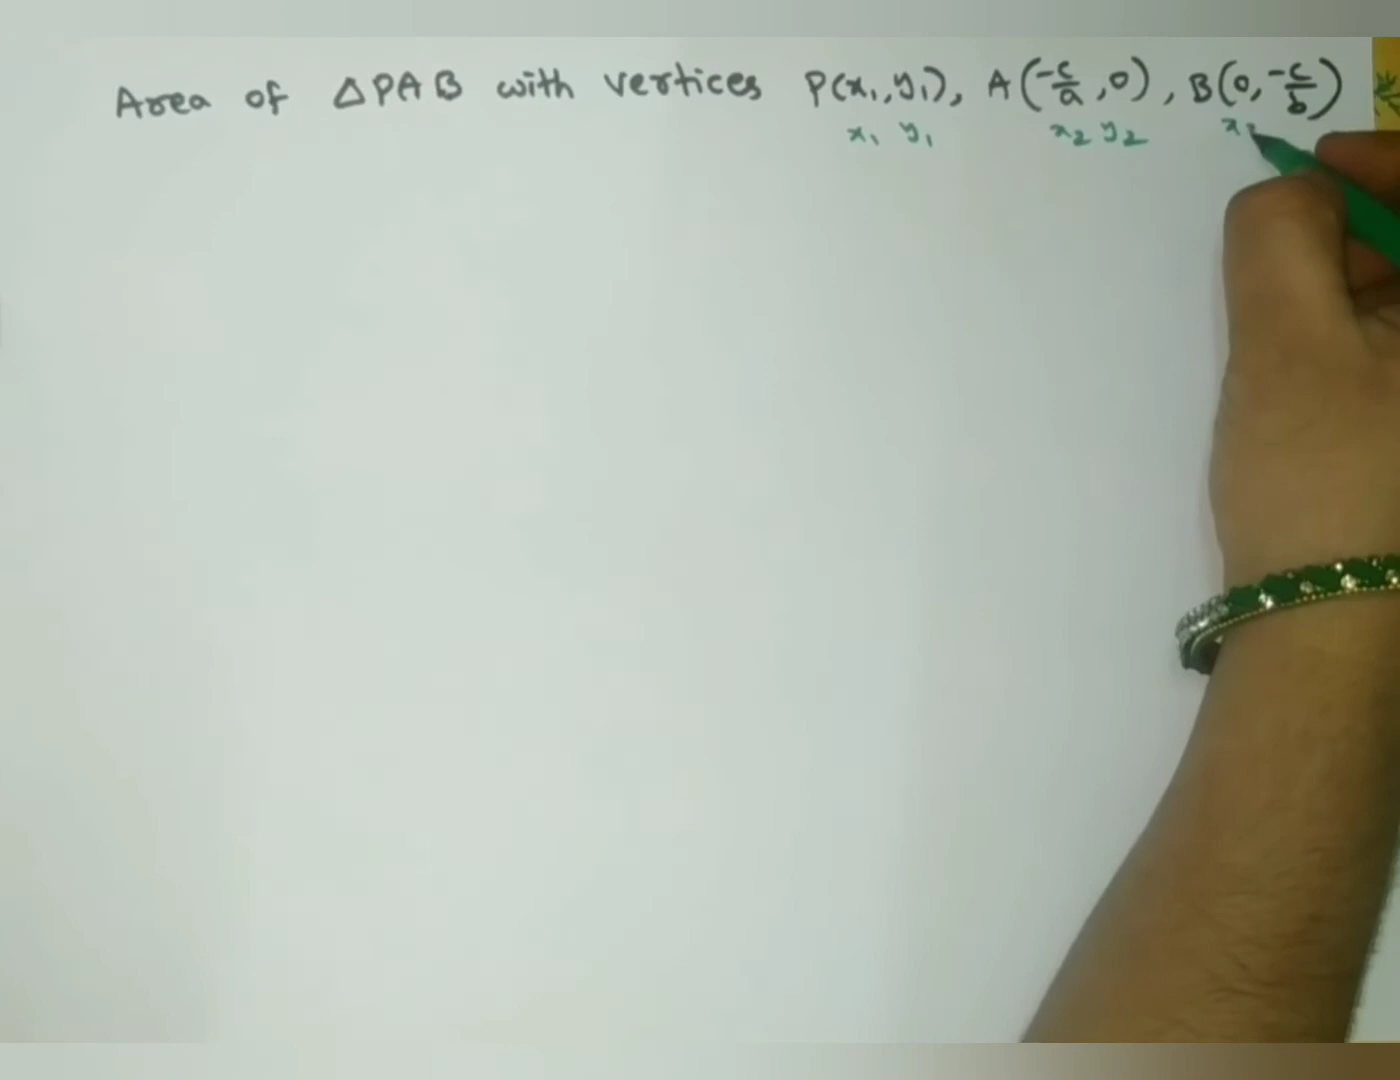 Area of ΔPAB with vertices P(x₁,y₁), A(-c/a ,0), B(0,-c/b)
x₁ y₁ x₂ y₂ x